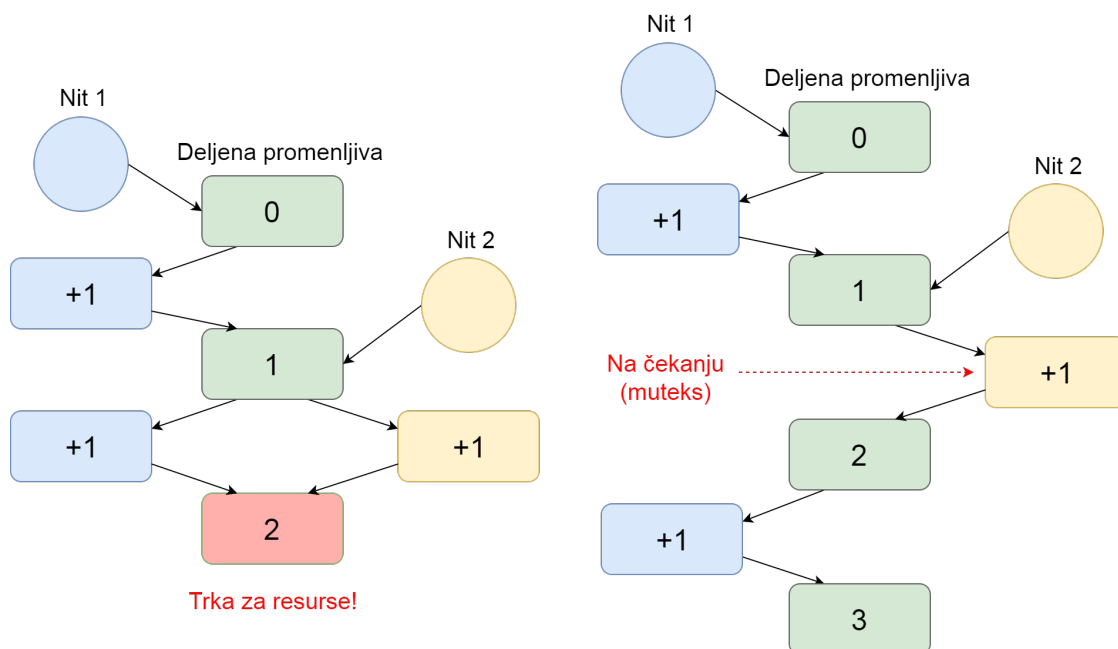 Nit 1
Deljena promenljiva
0
Nit 2
+1
1
+1
+1
2
Trka za resurse!
Nit 1
Deljena promenljiva
0
Nit 2
+1
1
Na čekanju
(muteks)
+1
2
+1
3